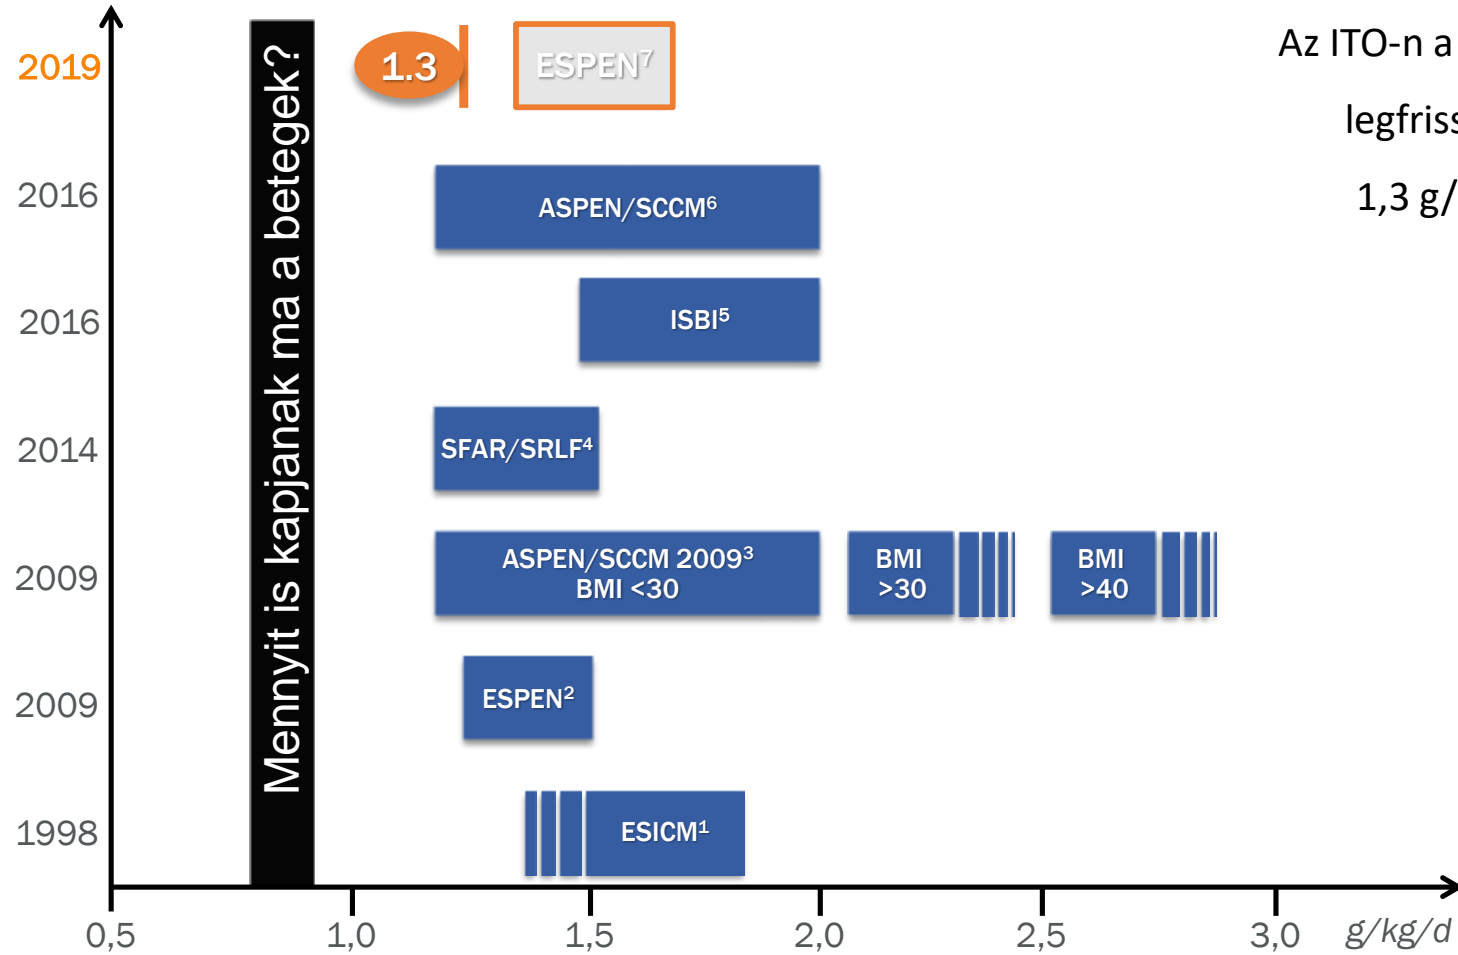 2019
1.3
ESPEN⁷
Az ITO-n a
legfriss
1,3 g/
Mennyit is kapjanak ma a betegek?
2016
ASPEN/SCCM⁶
2016
ISBI⁵
2014
SFAR/SRLF⁴
2009
ASPEN/SCCM 2009³
BMI <30
BMI
>30
BMI
>40
2009
ESPEN²
1998
ESICM¹
0,5
1,0
1,5
2,0
2,5
3,0
g/kg/d